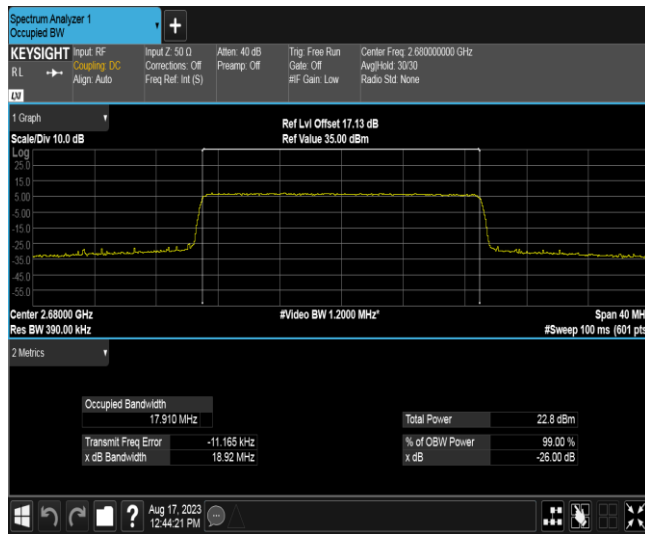 Spectrum Analyzer 1
Occupied BW
+
KEYSIGHT
RL
LXI
Input: RF
Coupling: DC
Align: Auto
Input Z: 50 Ω
Corrections: Off
Freq Ref: Int (S)
Atten: 40 dB
Preamp: Off
Trig: Free Run
Gate: Off
#IF Gain: Low
Center Freq: 2.680000000 GHz
Avg|Hold: 30/30
Radio Std: None
1 Graph
Scale/Div 10.0 dB
Ref Lvl Offset 17.13 dB
Ref Value 35.00 dBm
Log
25.0
15.0
5.00
-5.00
-15.0
-25.0
-35.0
-45.0
-55.0
Center 2.68000 GHz
Res BW 390.00 kHz
#Video BW 1.2000 MHz*
Span 40 MH
#Sweep 100 ms (601 pts
2 Metrics
Occupied Bandwidth
17.910 MHz
Transmit Freq Error -11.165 kHz
x dB Bandwidth 18.92 MHz
Total Power 22.8 dBm
% of OBW Power 99.00 %
x dB -26.00 dB
?
Aug 17, 2023
12:44:21 PM